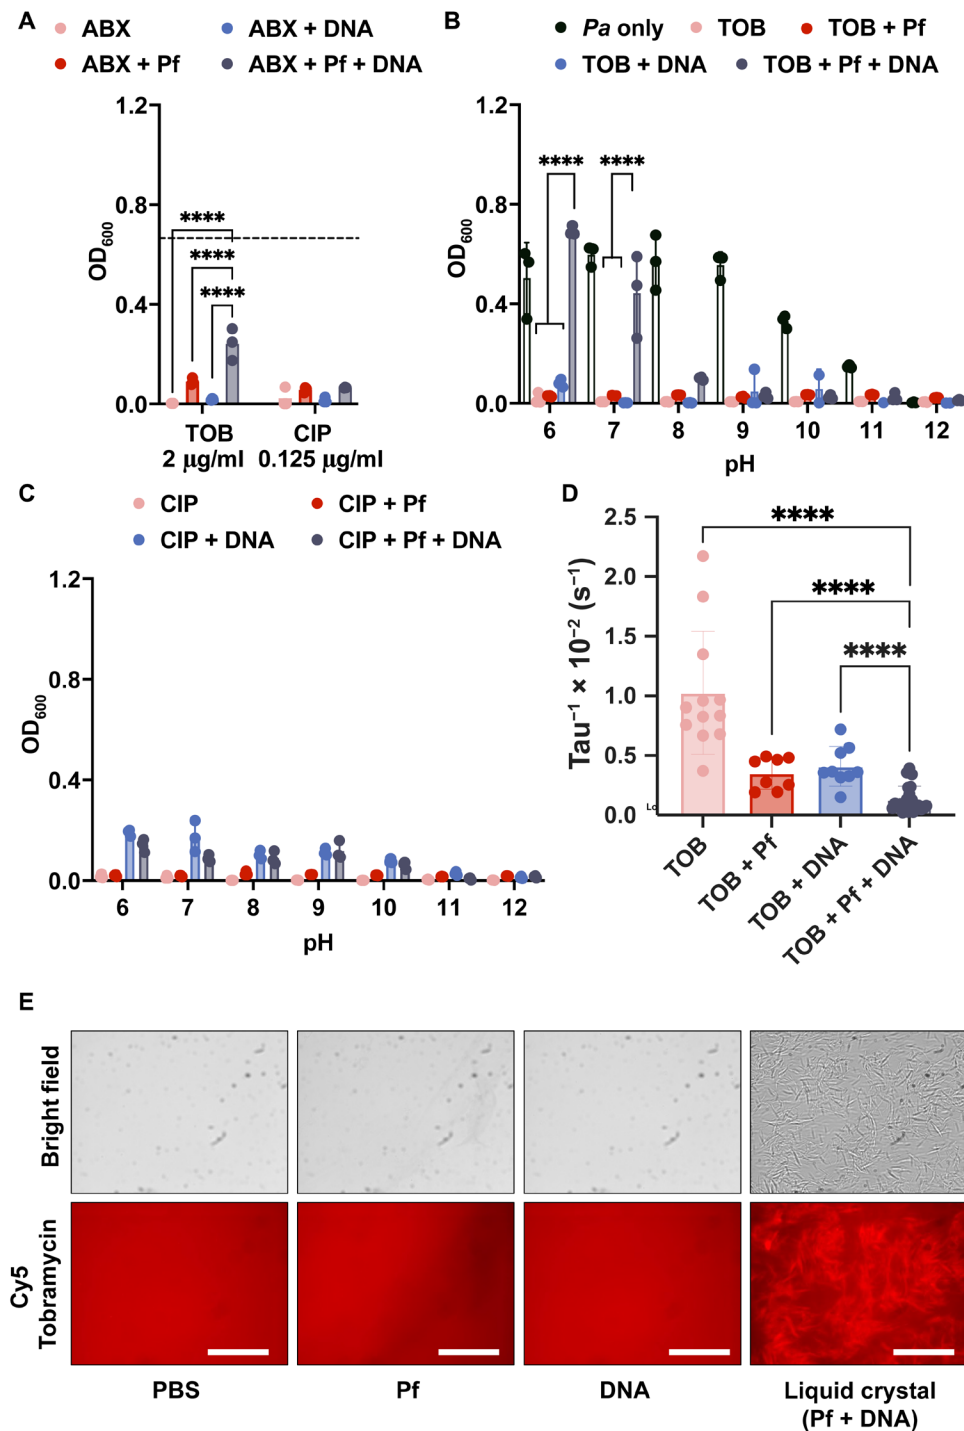 A
ABX
ABX + DNA
ABX + Pf
ABX + Pf + DNA
OD600
1.2
0.8
0.4
0.0
****
****
****
TOB
2 μg/ml
CIP
0.125 μg/ml
B
Pa only
TOB
TOB + Pf
TOB + DNA
TOB + Pf + DNA
OD600
1.2
0.8
0.4
0.0
****
****
6 7 8 9 10 11 12
pH
C
CIP
CIP + Pf
CIP + DNA
CIP + Pf + DNA
OD600
1.2
0.8
0.4
0.0
6 7 8 9 10 11 12
pH
D
Tau⁻¹ × 10⁻² (s⁻¹)
2.5
2.0
1.5
1.0
0.5
0.0
Lo
****
****
****
TOB
TOB + Pf
TOB + DNA
TOB + Pf + DNA
E
Bright field
Cy5
Tobramycin
PBS
Pf
DNA
Liquid crystal
(Pf + DNA)